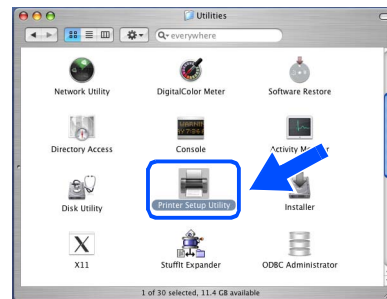 Utilities
everywhere
Network Utility
DigitalColor Meter
Software Restore
Directory Access
Console
Activity
Disk Utility
Printer Setup Utility
Installer
X11
StuffIt Expander
ODBC Administrator
1 of 30 selected, 11.4 GB available